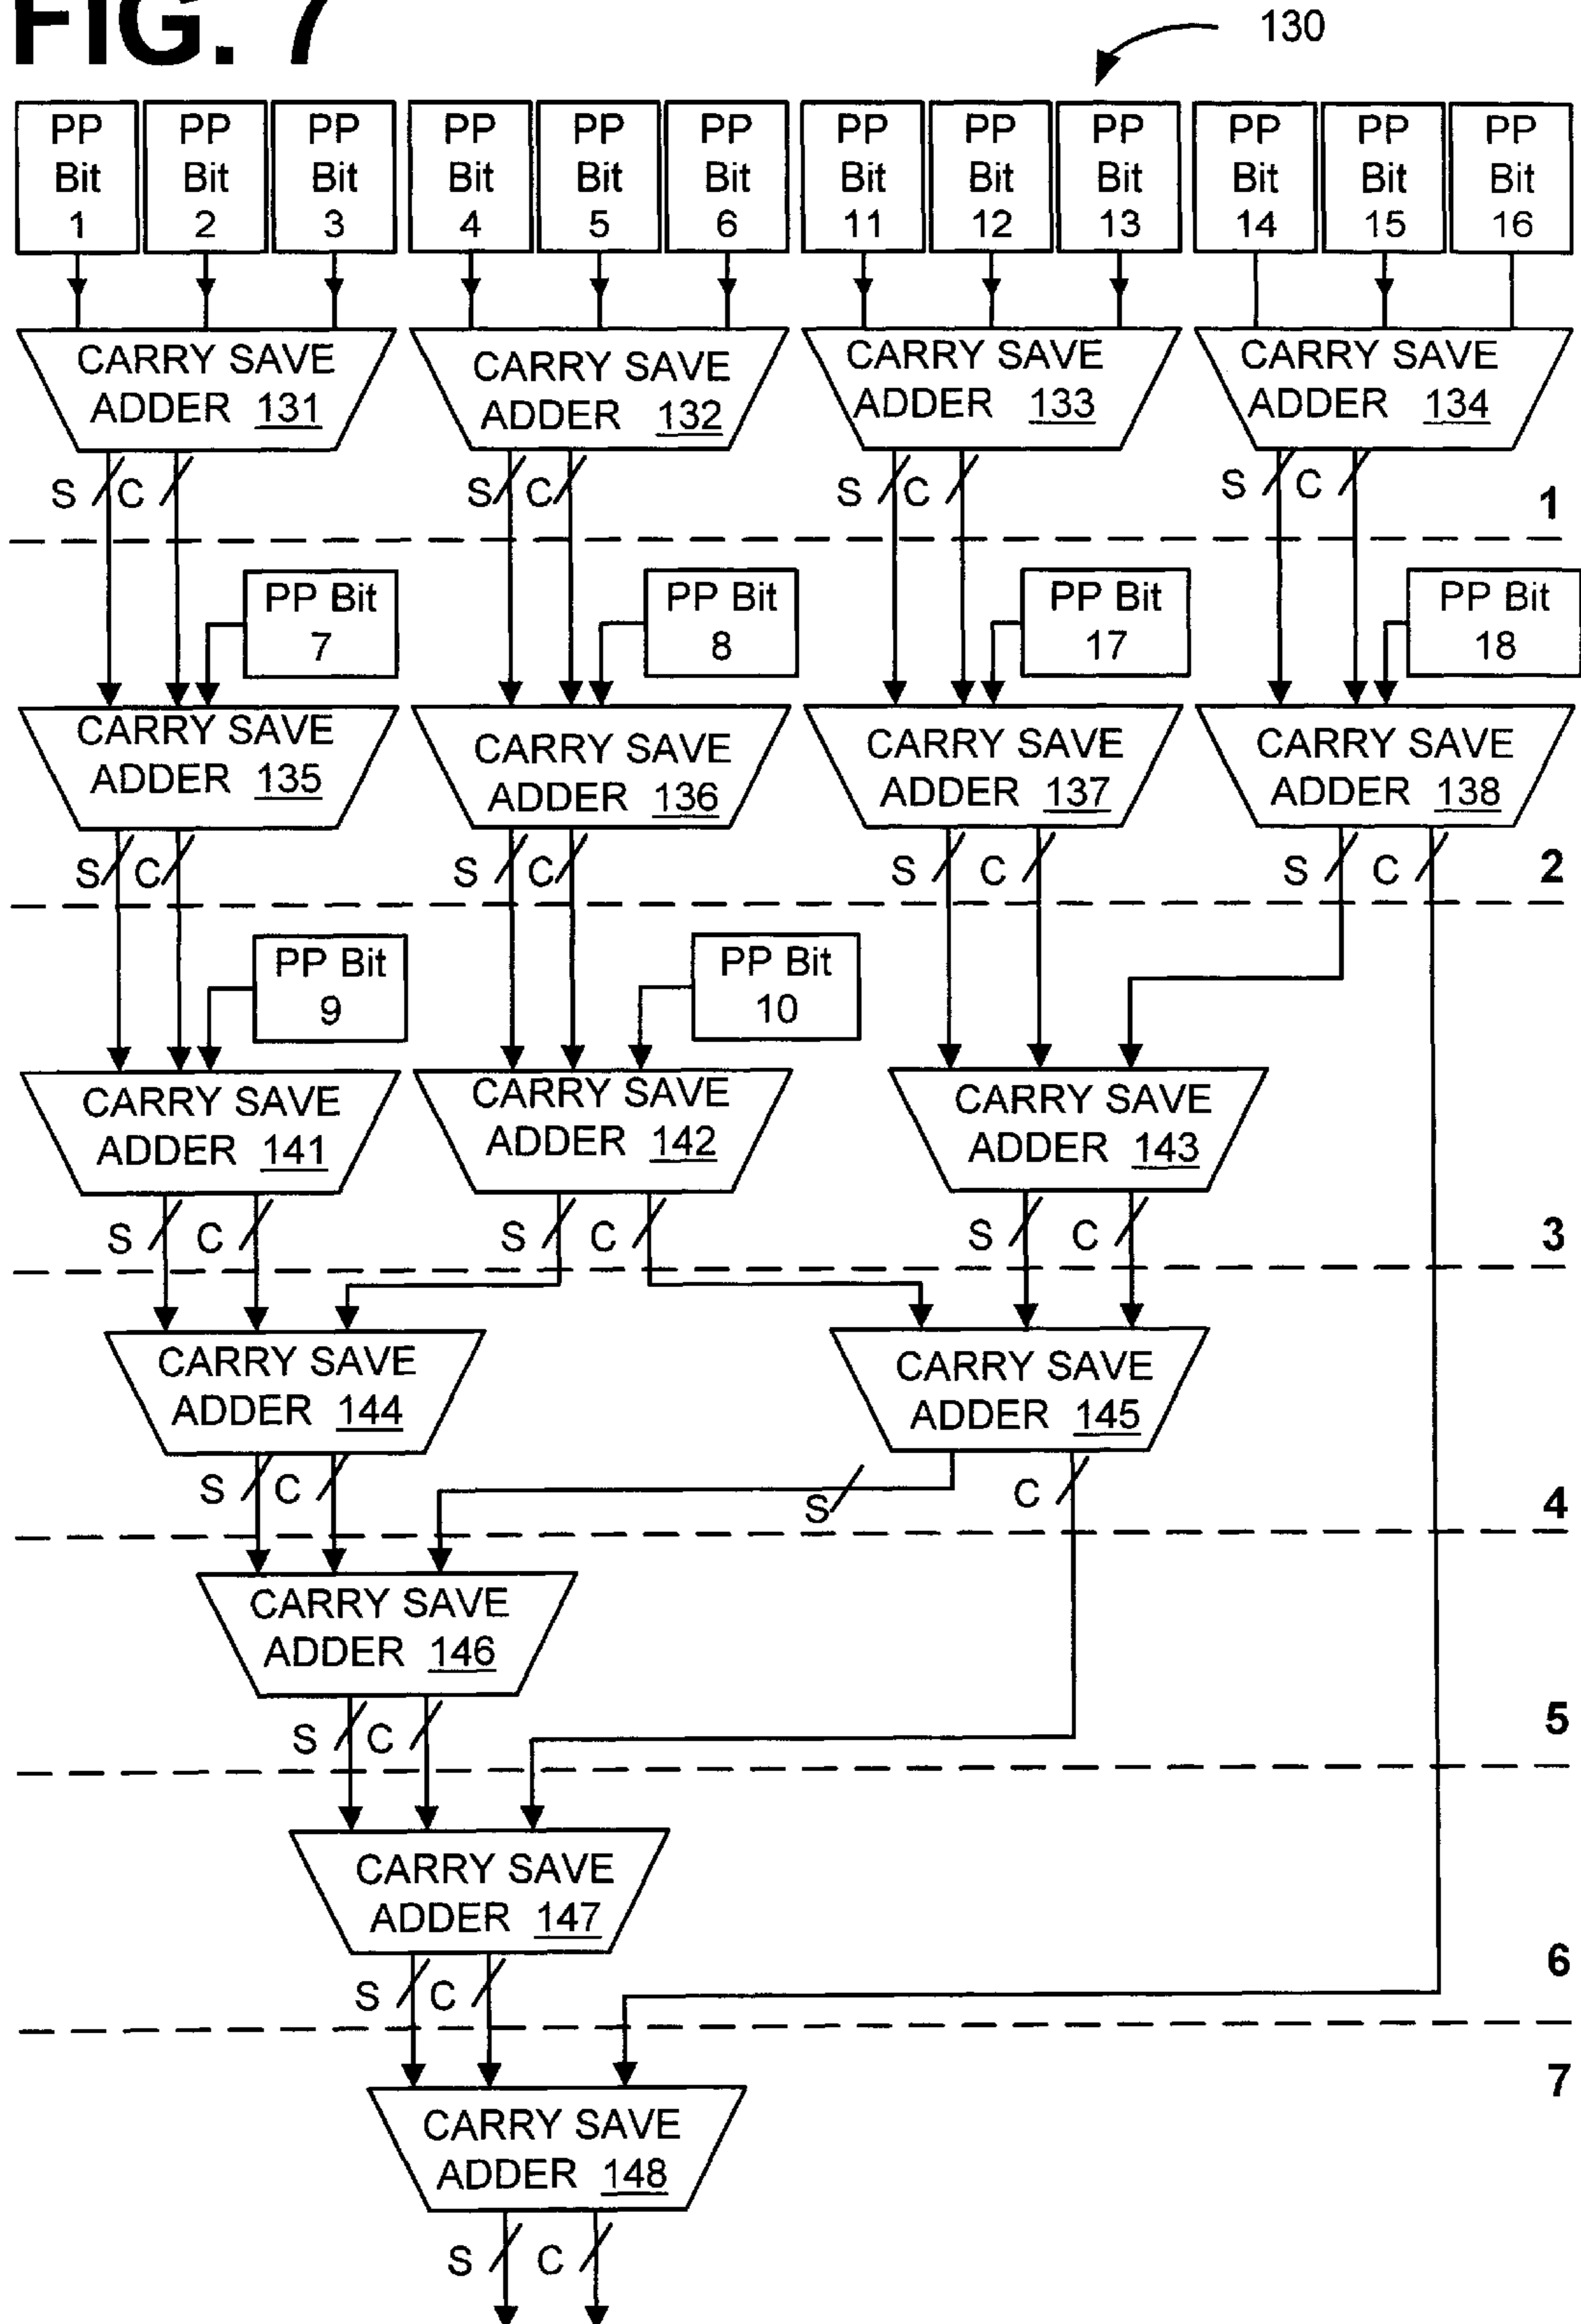 FIG. 7
130
PP Bit 1
PP Bit 2
PP Bit 3
PP Bit 4
PP Bit 5
PP Bit 6
PP Bit 11
PP Bit 12
PP Bit 13
PP Bit 14
PP Bit 15
PP Bit 16
CARRY SAVE
ADDER 131
CARRY SAVE
ADDER 132
CARRY SAVE
ADDER 133
CARRY SAVE
ADDER 134
S C
S C
S C
S C
1
PP Bit
7
PP Bit
8
PP Bit
17
PP Bit
18
CARRY SAVE
ADDER 135
CARRY SAVE
ADDER 136
CARRY SAVE
ADDER 137
CARRY SAVE
ADDER 138
S C
S C
S C
S C
2
PP Bit
9
PP Bit
10
CARRY SAVE
ADDER 141
CARRY SAVE
ADDER 142
CARRY SAVE
ADDER 143
S C
S C
S C
3
CARRY SAVE
ADDER 144
CARRY SAVE
ADDER 145
S C
S C
4
CARRY SAVE
ADDER 146
S C
5
CARRY SAVE
ADDER 147
S C
6
7
CARRY SAVE
ADDER 148
S C